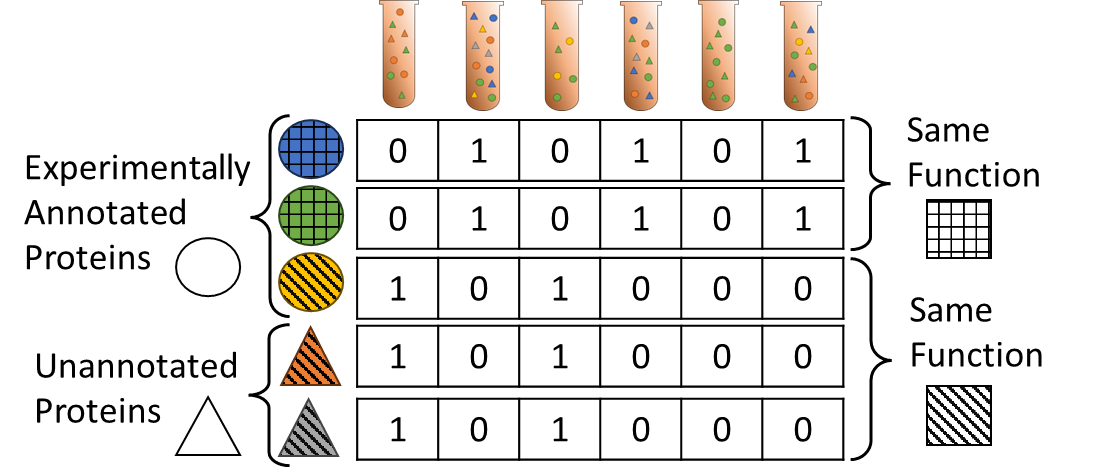 Experimentally
Annotated
Proteins
Unannotated
Proteins
0 1 0 1 0 1
0 1 0 1 0 1
1 0 1 0 0 0
1 0 1 0 0 0
1 0 1 0 0 0
Same
Function
Same
Function